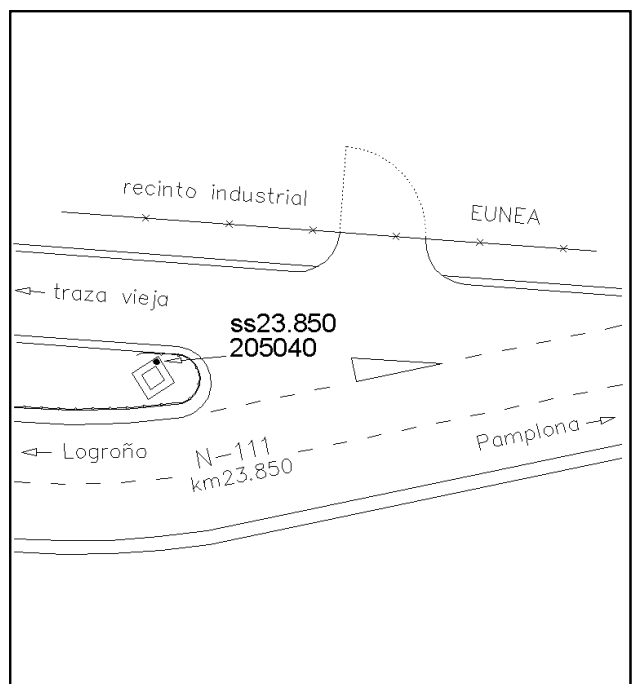 recinto industrial
EUNEA
traza vieja
ss23.850
205040
Logroño
N-111
km23.850
Pamplona